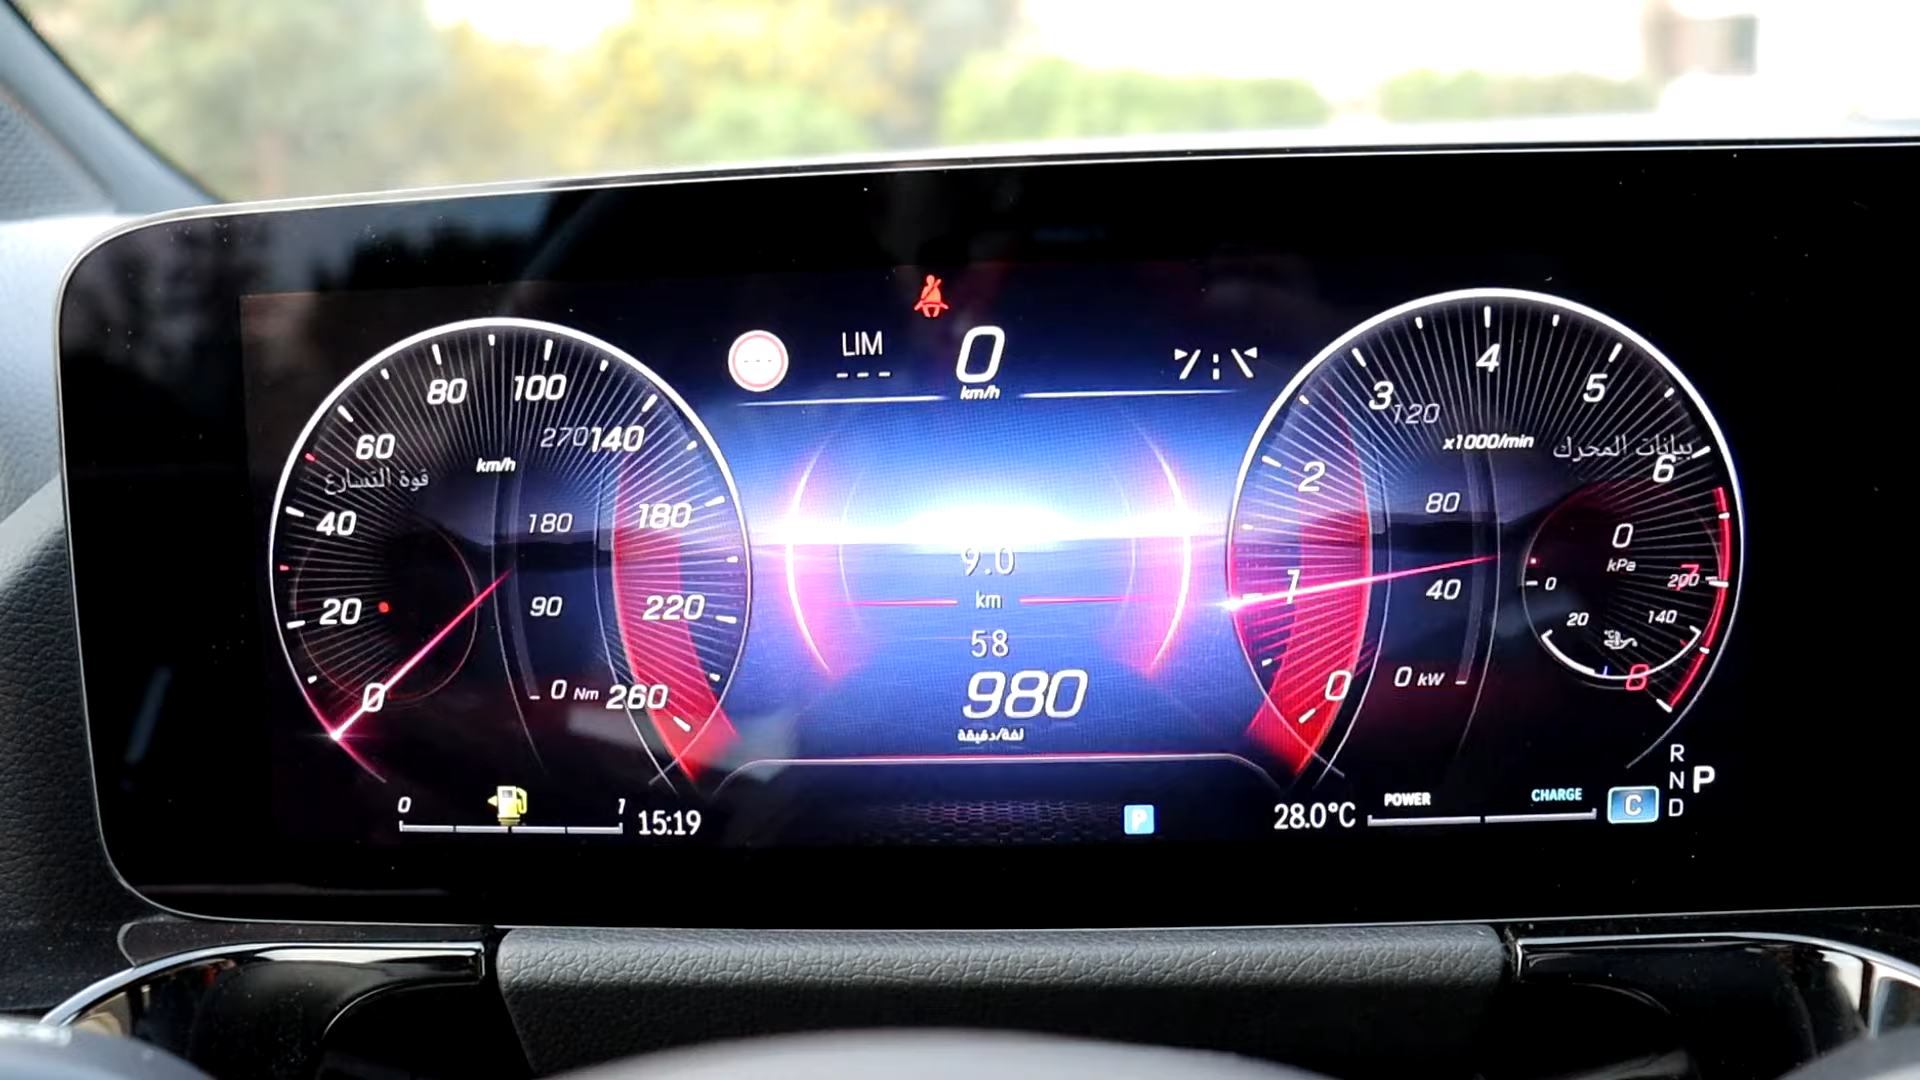 LIM
---
0
km/h
80
100
60
270
140
km/h
قوة التسارع
40
180
180
20
90
220
0
0 Nm
260
0
1
15:19
9.0
km
58
980
لفة/دقيقة
P
4
3
5
120
x1000/min
بيانات المحرك
6
2
80
0
kPa
1
40
0
200
7
20
140
°C
0
0 kW
8
28.0°C
POWER
CHARGE
C
R
N
D
P